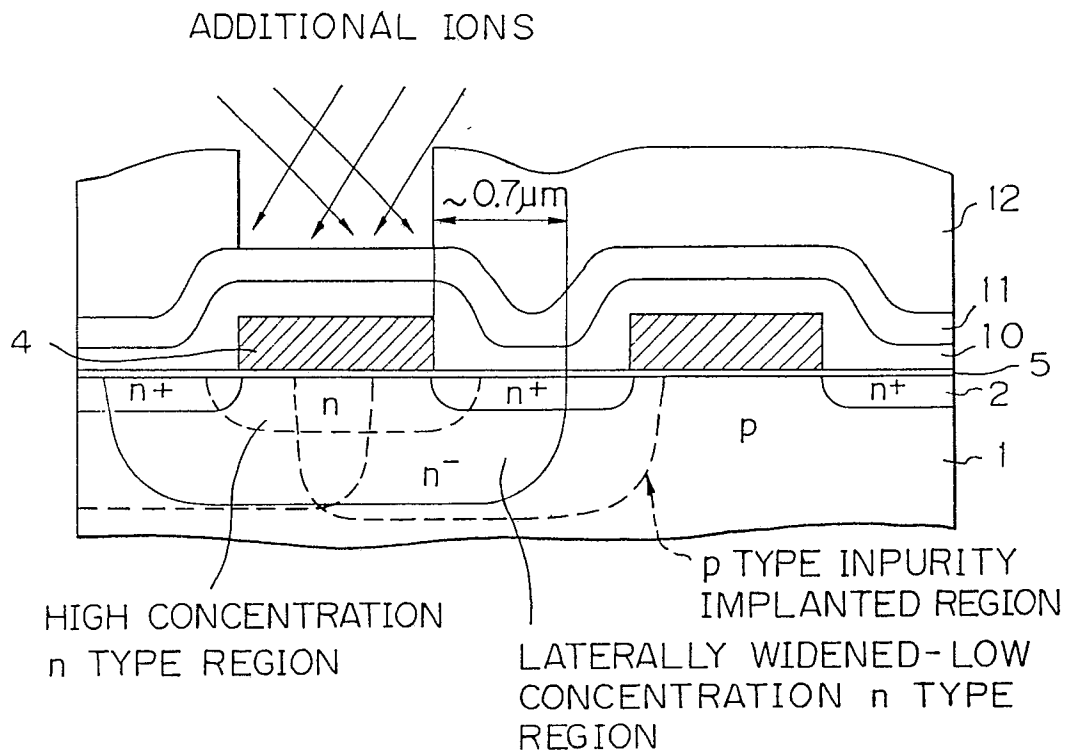 ADDITIONAL IONS
~0.7μm
12
11
10
4
5
n+
n
n+
n+
2
p
n⁻
1
p TYPE INPURITY
IMPLANTED REGION
HIGH CONCENTRATION
n TYPE REGION
LATERALLY WIDENED-LOW
CONCENTRATION n TYPE
REGION